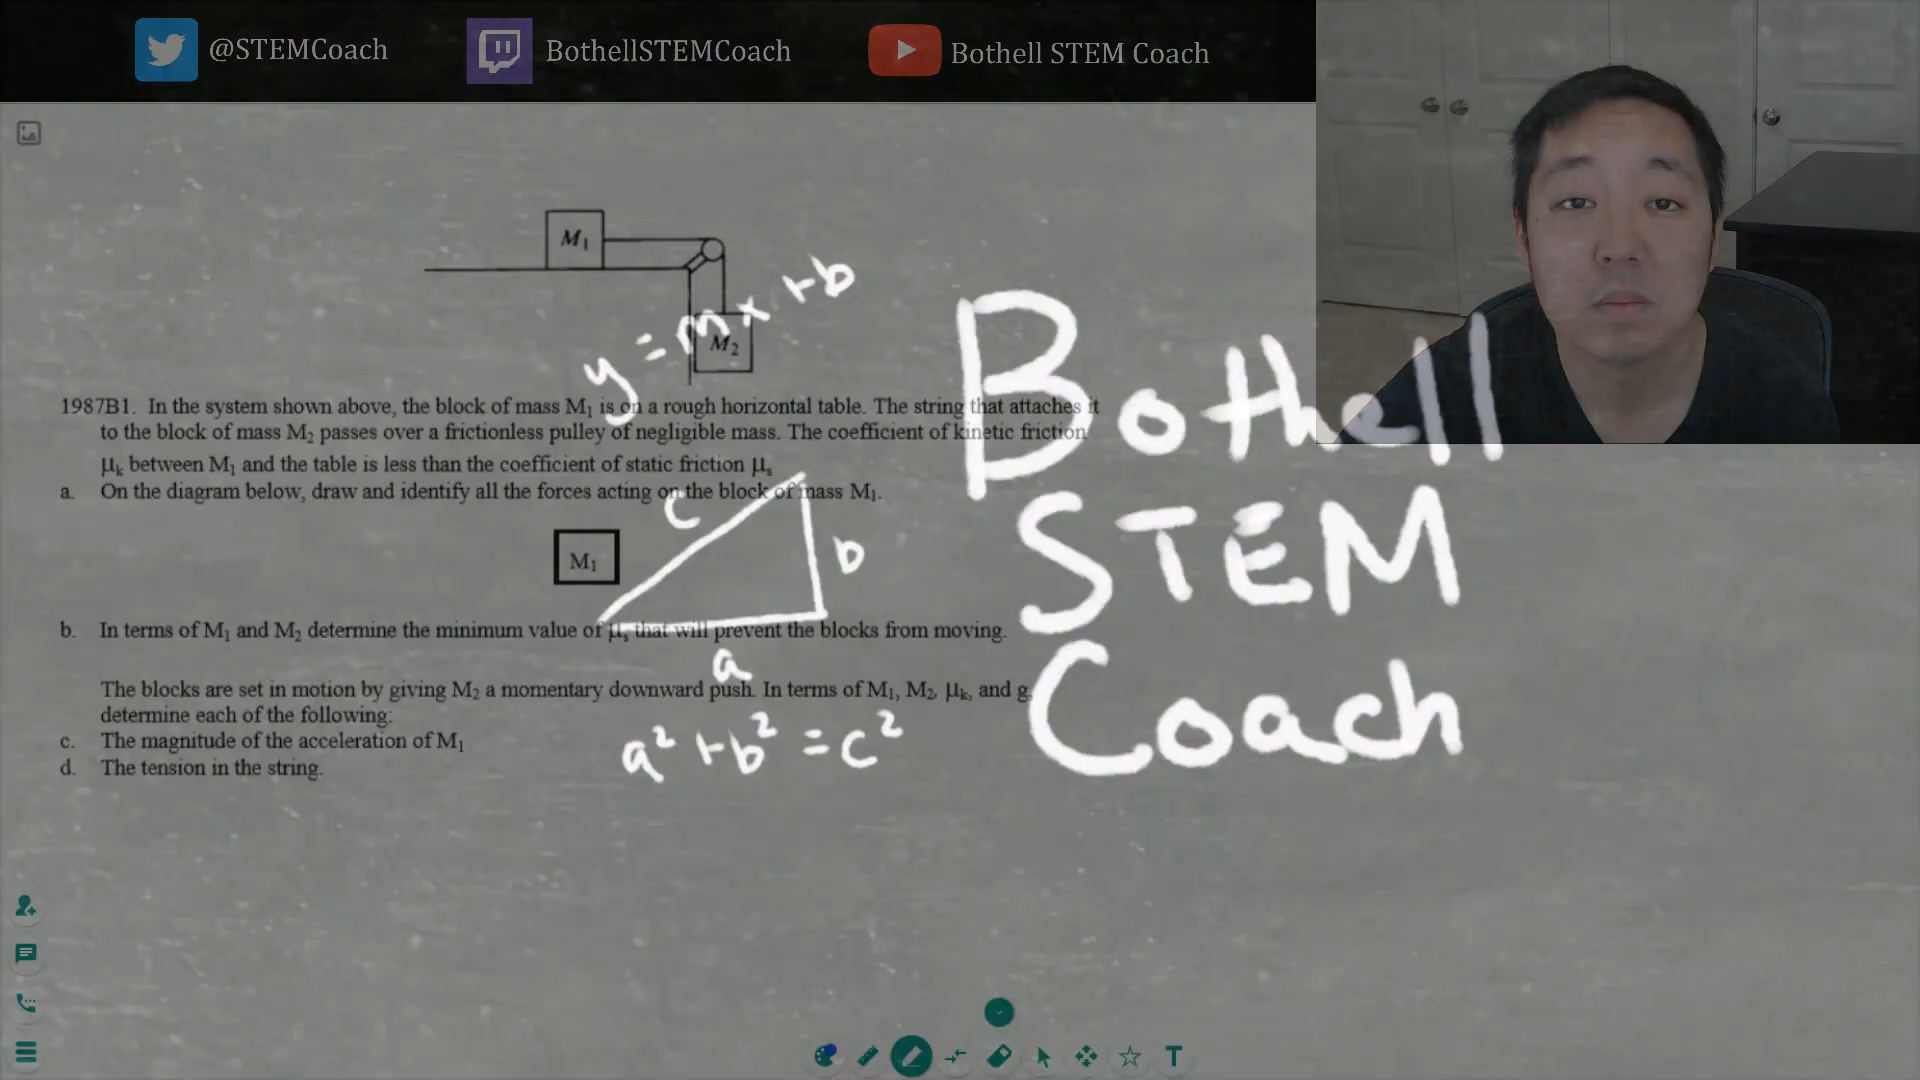 @STEMCoach BothellSTEMCoach Bothell STEM Coach
M₁
M₂
y = mx + b
1987B1. In the system shown above, the block of mass M₁ is on a rough horizontal table. The string that attaches it
to the block of mass M₂ passes over a frictionless pulley of negligible mass. The coefficient of kinetic friction
μₖ between M₁ and the table is less than the coefficient of static friction μₛ
a. On the diagram below, draw and identify all the forces acting on the block of mass M₁.
M₁
c
b
a
b. In terms of M₁ and M₂ determine the minimum value of μₛ that will prevent the blocks from moving.
The blocks are set in motion by giving M₂ a momentary downward push. In terms of M₁, M₂, μₖ, and g,
determine each of the following:
c. The magnitude of the acceleration of M₁
d. The tension in the string.
a² + b² = c²
Bothell
STEM
Coach
T